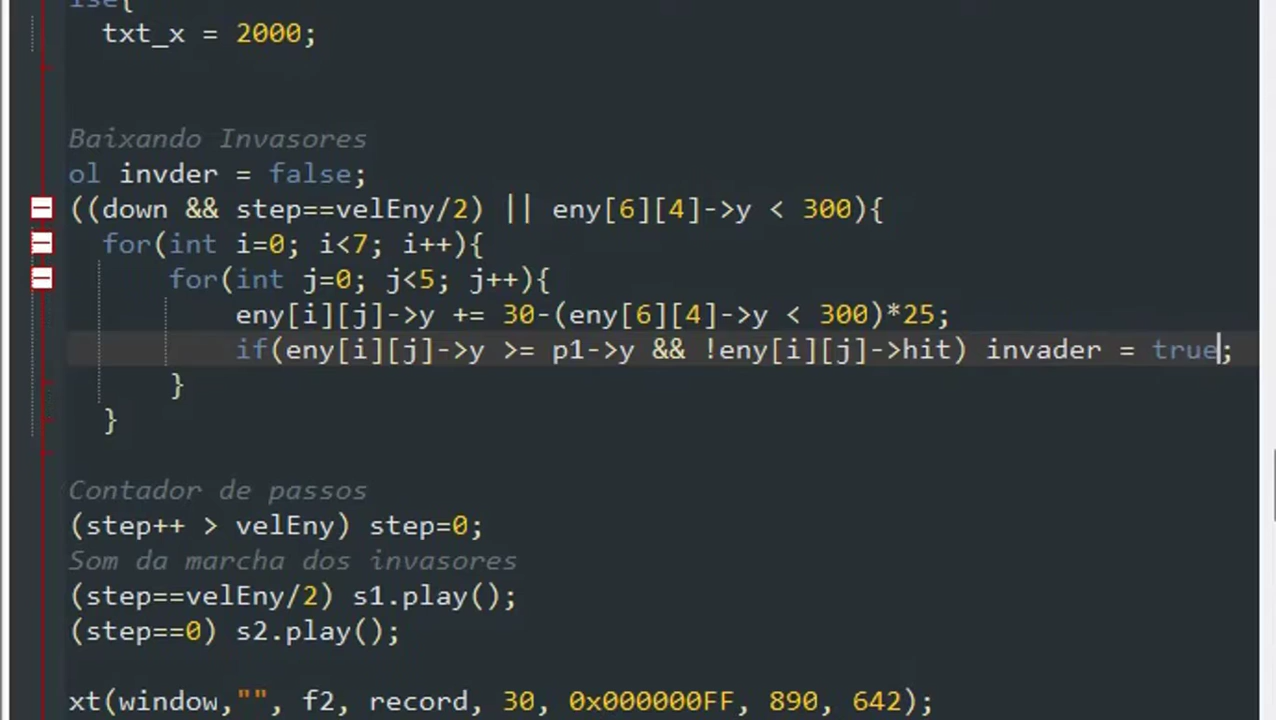 lse{
txt_x = 2000;
Baixando Invasores
ol invder = false;
((down && step==velEny/2) || eny[6][4]->y < 300){
for(int i=0; i<7; i++){
for(int j=0; j<5; j++){
eny[i][j]->y += 30-(eny[6][4]->y < 300)*25;
if(eny[i][j]->y >= p1->y && !eny[i][j]->hit) invader = true;
}
}
Contador de passos
(step++ > velEny) step=0;
Som da marcha dos invasores
(step==velEny/2) s1.play();
(step==0) s2.play();
xt(window,"", f2, record, 30, 0x000000FF, 890, 642);